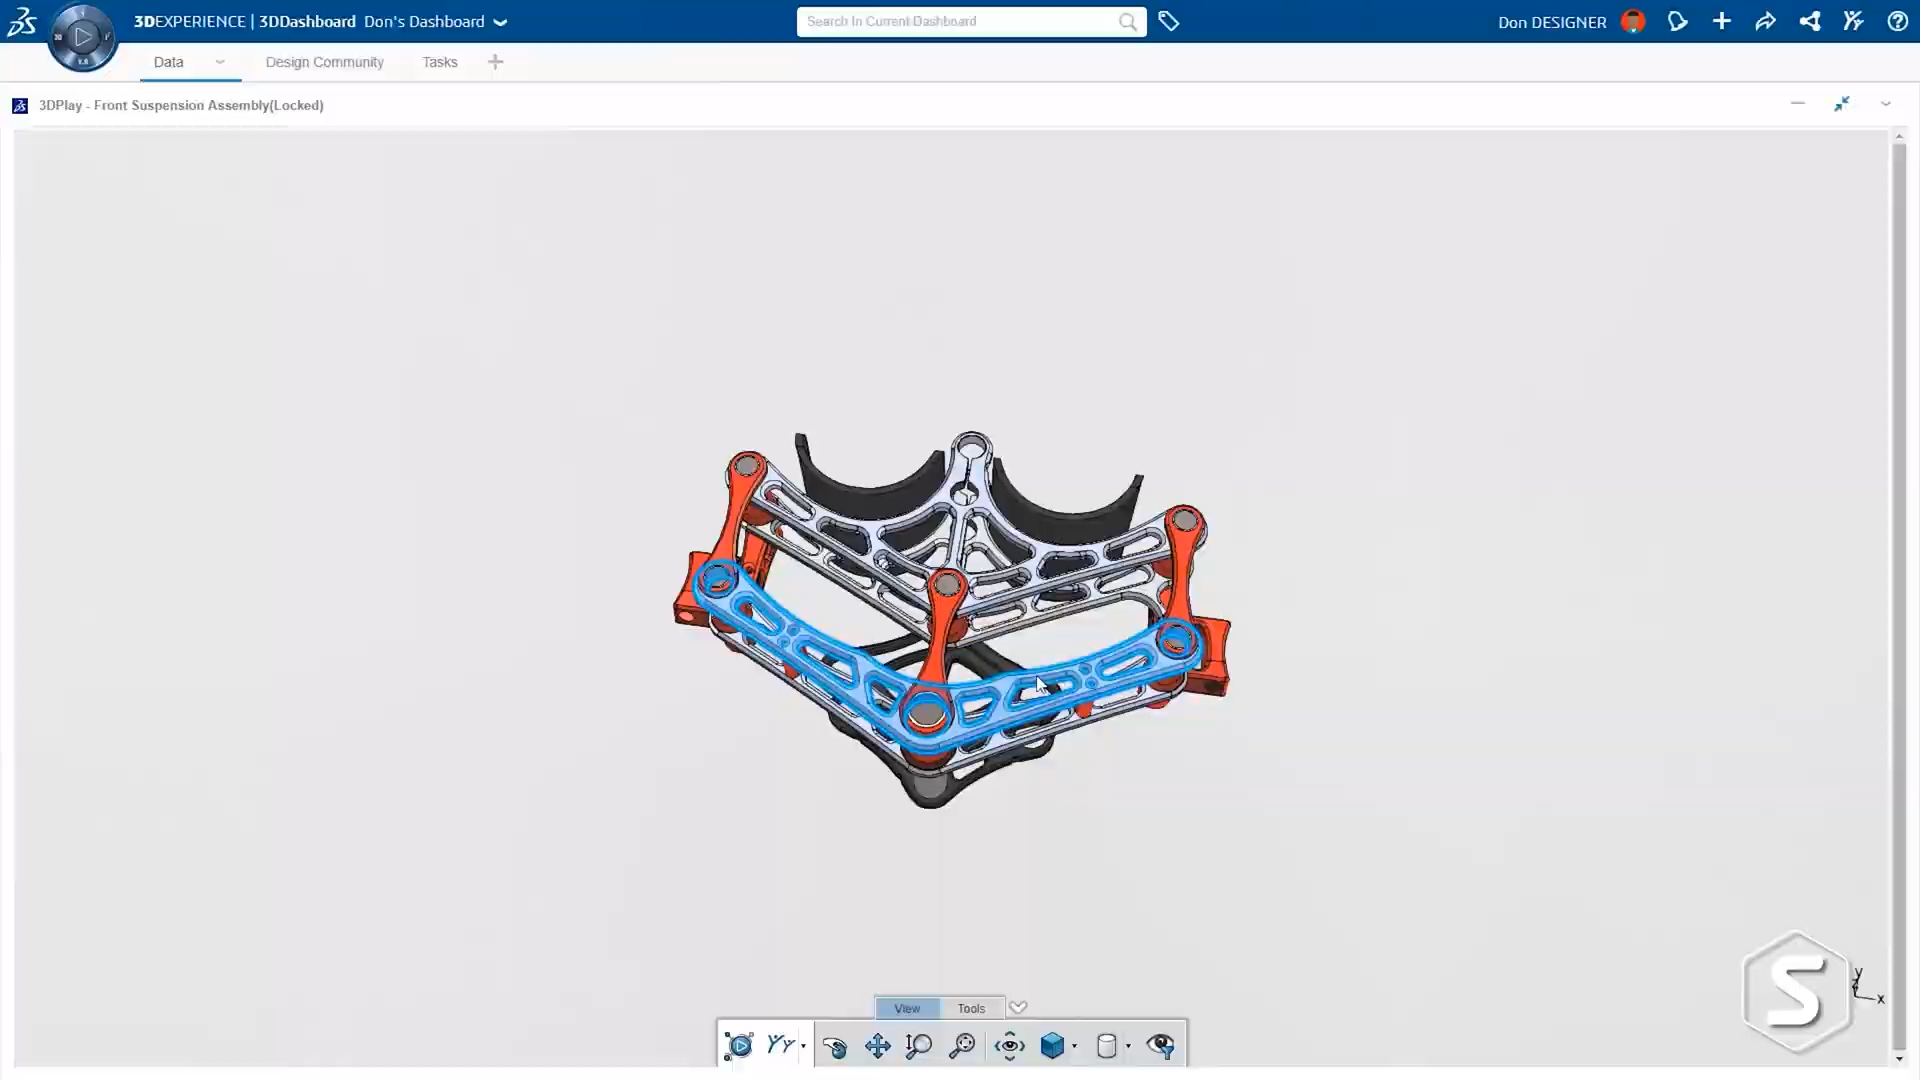 3DEXPERIENCE | 3DDashboard Don's Dashboard
Search In Current Dashboard
Don DESIGNER
3D
V.R
Data
Design Community
Tasks
3DPlay - Front Suspension Assembly(Locked)
y
z
x
S
View
Tools